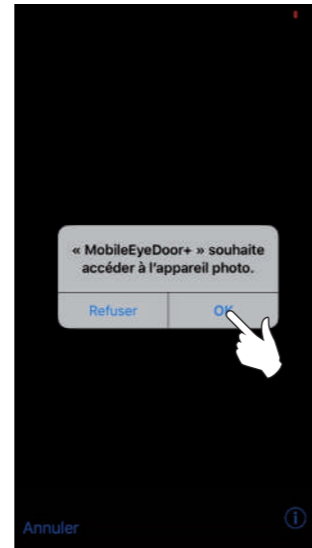 « MobileEyeDoor+ » souhaite
accéder à l'appareil photo.
Refuser
OK
Annuler